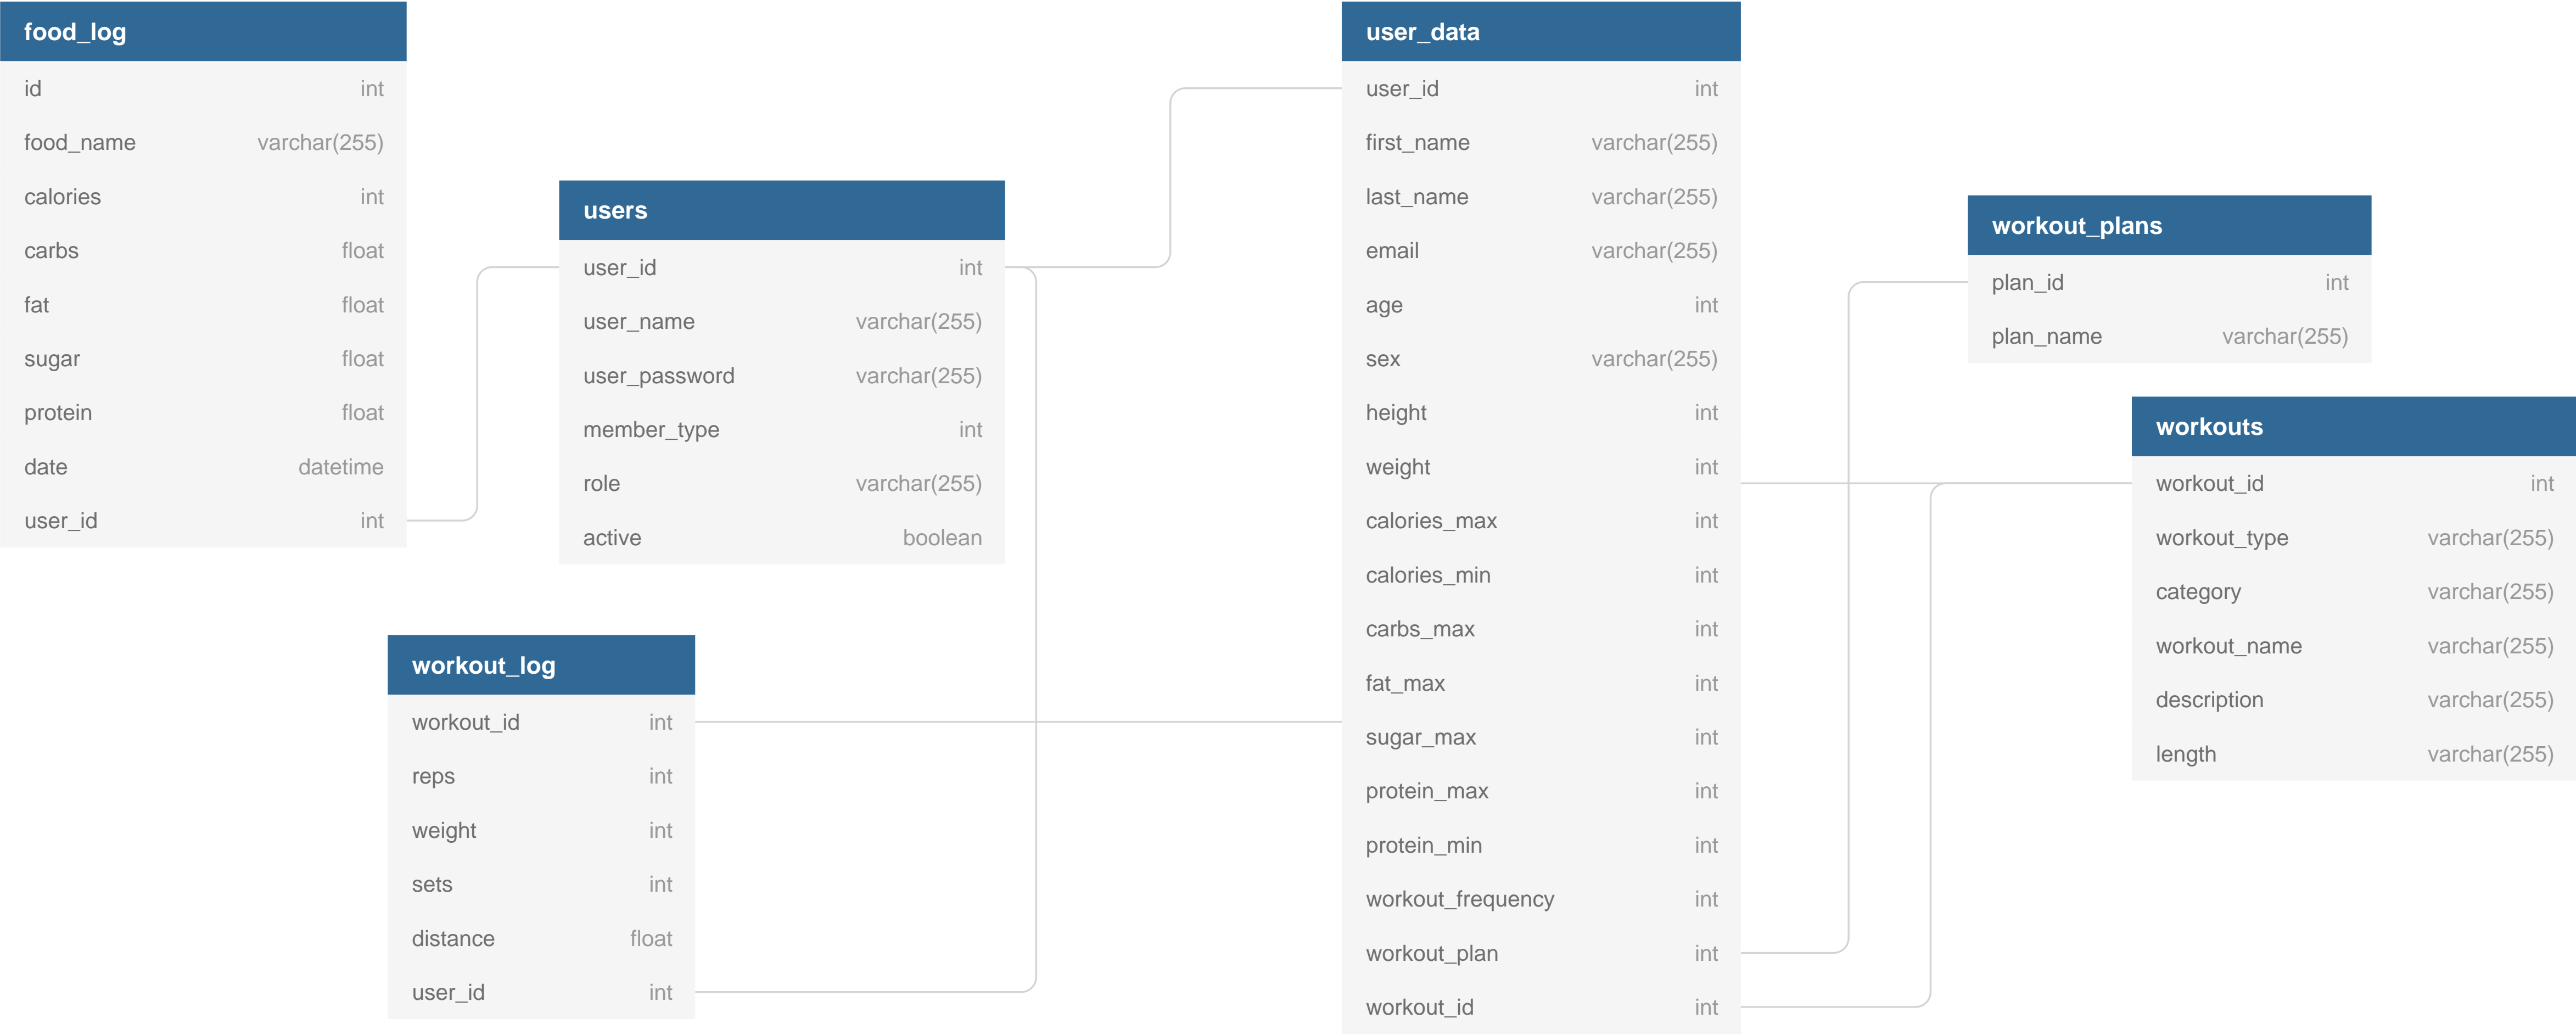 food_log
id int
food_name varchar(255)
calories int
carbs float
fat float
sugar float
protein float
date datetime
user_id int
users
user_id int
user_name varchar(255)
user_password varchar(255)
member_type int
role varchar(255)
active boolean
workout_log
workout_id int
reps int
weight int
sets int
distance float
user_id int
user_data
user_id int
first_name varchar(255)
last_name varchar(255)
email varchar(255)
age int
sex varchar(255)
height int
weight int
calories_max int
calories_min int
carbs_max int
fat_max int
sugar_max int
protein_max int
protein_min int
workout_frequency int
workout_plan int
workout_id int
workout_plans
plan_id int
plan_name varchar(255)
workouts
workout_id int
workout_type varchar(255)
category varchar(255)
workout_name varchar(255)
description varchar(255)
length varchar(255)